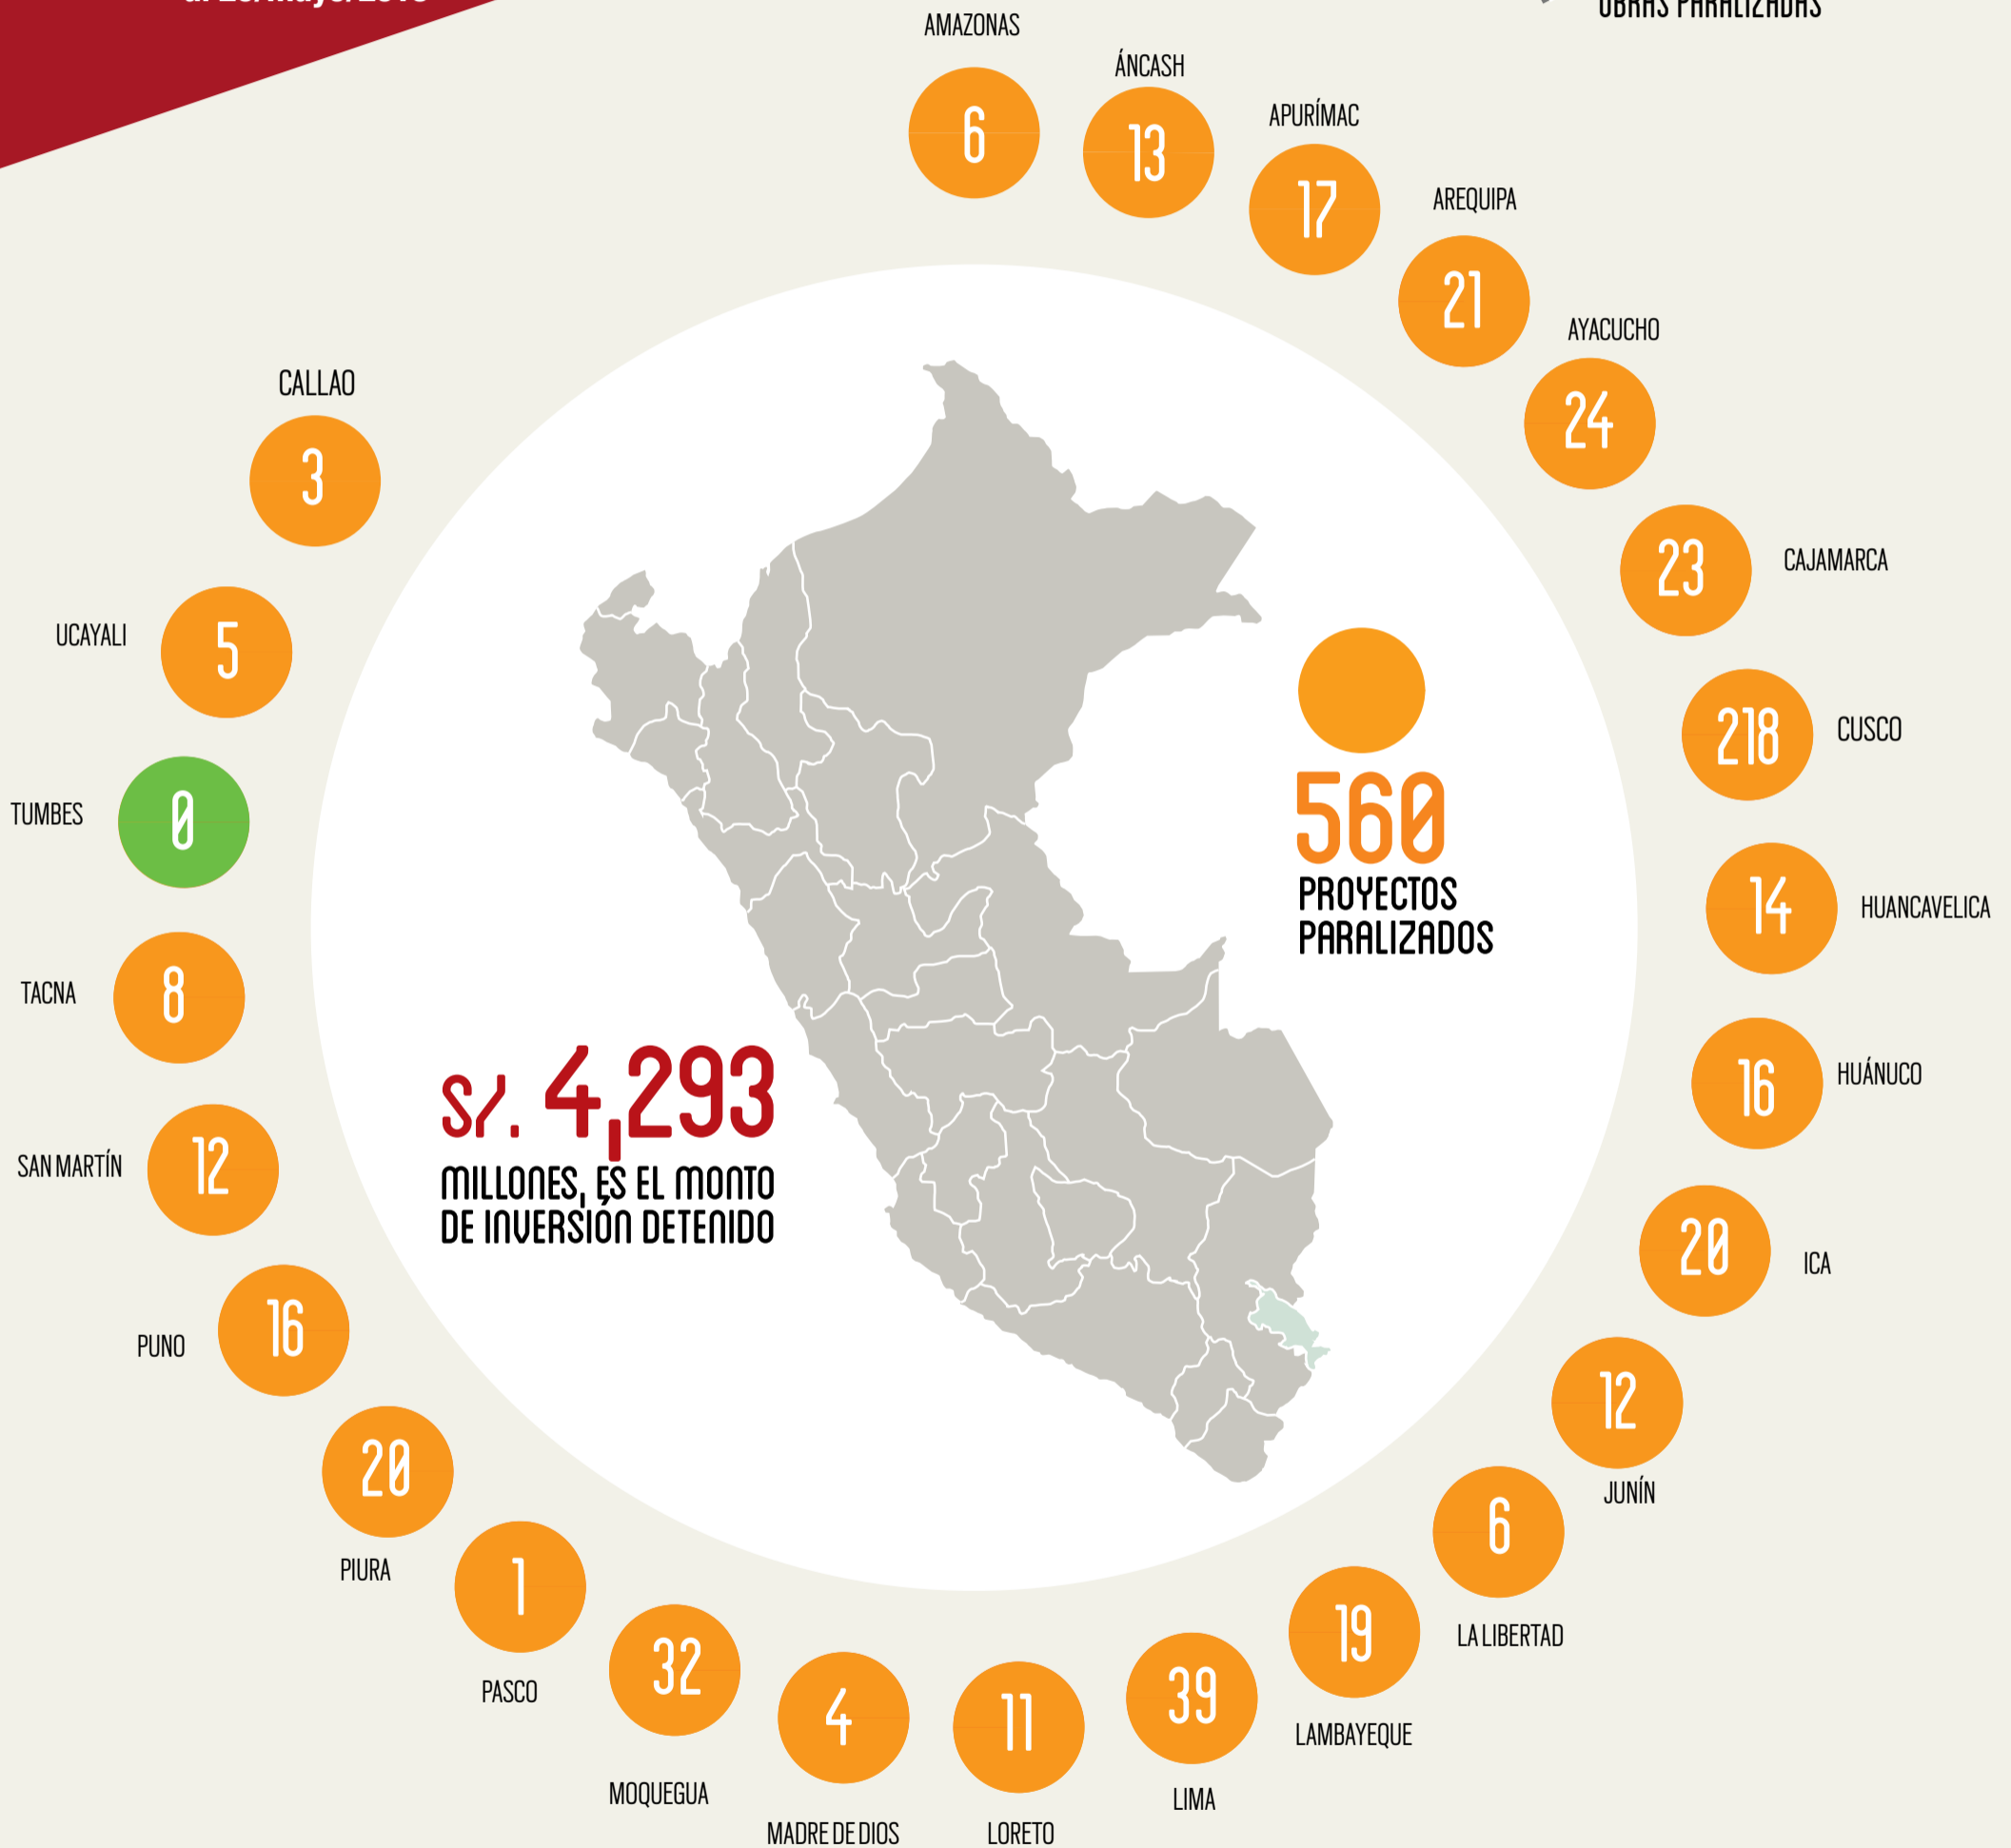 OBRAS PARALIZADAS
AMAZONAS
6
ÁNCASH
13
APURÍMAC
17
AREQUIPA
21
AYACUCHO
24
CAJAMARCA
23
CUSCO
218
HUANCAVELICA
14
HUÁNUCO
16
ICA
20
JUNÍN
12
LA LIBERTAD
6
LAMBAYEQUE
19
LIMA
39
LORETO
11
MADRE DE DIOS
4
MOQUEGUA
32
PASCO
1
PIURA
20
PUNO
16
SAN MARTÍN
12
TACNA
8
TUMBES
0
UCAYALI
5
CALLAO
3
560
PROYECTOS
PARALIZADOS
S/. 4,293
MILLONES, ES EL MONTO
DE INVERSIÓN DETENIDO